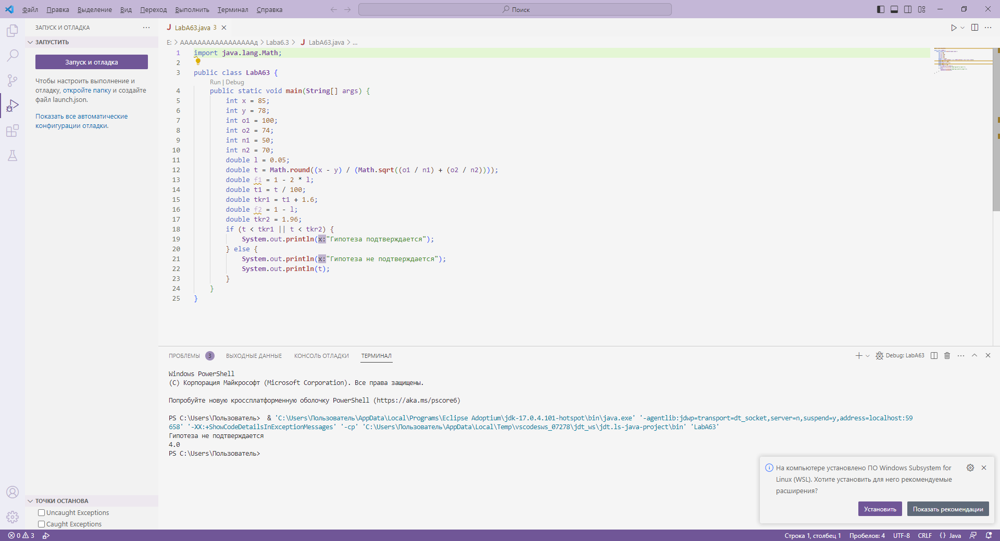 Файл Правка Выделение Вид Переход Выполнить Терминал Справка
Поиск
ЗАПУСК И ОТЛАДКА
ЗАПУСТИТЬ
Запуск и отладка
Чтобы настроить выполнение и
отладку, откройте папку и создайте
файл launch.json.
Показать все автоматические
конфигурации отладки.
ТОЧКИ ОСТАНОВА
Uncaught Exceptions
Caught Exceptions
LabA63.java 3
E: > АААААААААААААААААд > Laba6.3 > LabA63.java > ...
1 import java.lang.Math;
2
3 public class LabA63 {
Run | Debug
4 public static void main(String[] args) {
5 int x = 85;
6 int y = 78;
7 int o1 = 100;
8 int o2 = 74;
9 int n1 = 50;
10 int n2 = 70;
11 double l = 0.05;
12 double t = Math.round((x - y) / (Math.sqrt((o1 / n1) + (o2 / n2))));
13 double f1 = 1 - 2 * l;
14 double t1 = t / 100;
15 double tkr1 = t1 + 1.6;
16 double f2 = 1 - l;
17 double tkr2 = 1.96;
18 if (t < tkr1 || t < tkr2) {
19 System.out.println(x:"Гипотеза подтверждается");
20 } else {
21 System.out.println(x:"Гипотеза не подтверждается");
22 System.out.println(t);
23 }
24 }
25 }
ПРОБЛЕМЫ 3 ВЫХОДНЫЕ ДАННЫЕ КОНСОЛЬ ОТЛАДКИ ТЕРМИНАЛ
Debug: LabA63
Windows PowerShell
(C) Корпорация Майкрософт (Microsoft Corporation). Все права защищены.
Попробуйте новую кроссплатформенную оболочку PowerShell (https://aka.ms/pscore6)
PS C:\Users\Пользователь>  & 'C:\Users\Пользователь\AppData\Local\Programs\Eclipse Adoptium\jdk-17.0.4.101-hotspot\bin\java.exe' '-agentlib:jdwp=transport=dt_socket,server=n,suspend=y,address=localhost:59
658' '-XX:+ShowCodeDetailsInExceptionMessages' '-cp' 'C:\Users\Пользователь\AppData\Local\Temp\vscodesws_07278\jdt_ws\jdt.ls-java-project\bin' 'LabA63'
Гипотеза не подтверждается
4.0
PS C:\Users\Пользователь>
На компьютере установлено ПО Windows Subsystem for
Linux (WSL). Хотите установить для него рекомендуемые
расширения?
Установить Показать рекомендации
0 3 Строка 1, столбец 1 Пробелов: 4 UTF-8 CRLF {} Java